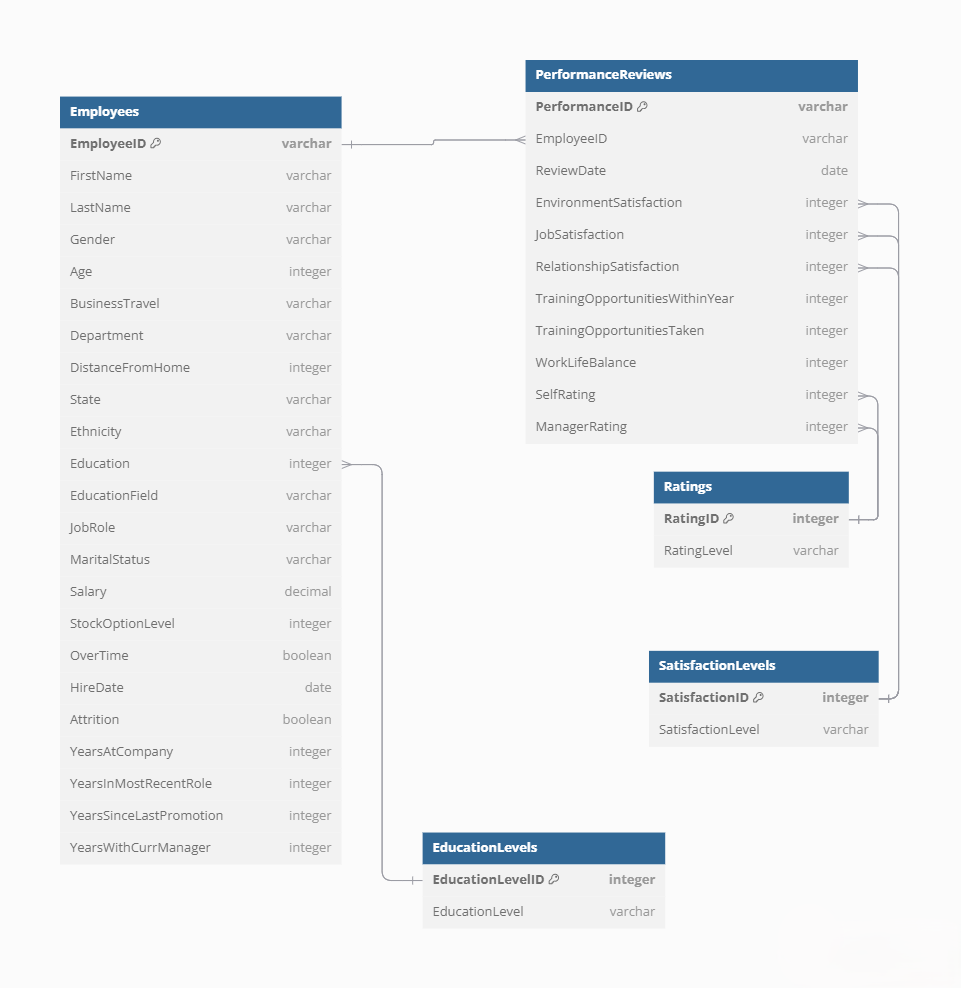 Employees
EmployeeID varchar
FirstName varchar
LastName varchar
Gender varchar
Age integer
BusinessTravel varchar
Department varchar
DistanceFromHome integer
State varchar
Ethnicity varchar
Education integer
EducationField varchar
JobRole varchar
MaritalStatus varchar
Salary decimal
StockOptionLevel integer
OverTime boolean
HireDate date
Attrition boolean
YearsAtCompany integer
YearsInMostRecentRole integer
YearsSinceLastPromotion integer
YearsWithCurrManager integer
PerformanceReviews
PerformanceID varchar
EmployeeID varchar
ReviewDate date
EnvironmentSatisfaction integer
JobSatisfaction integer
RelationshipSatisfaction integer
TrainingOpportunitiesWithinYear integer
TrainingOpportunitiesTaken integer
WorkLifeBalance integer
SelfRating integer
ManagerRating integer
Ratings
RatingID integer
RatingLevel varchar
SatisfactionLevels
SatisfactionID integer
SatisfactionLevel varchar
EducationLevels
EducationLevelID integer
EducationLevel varchar